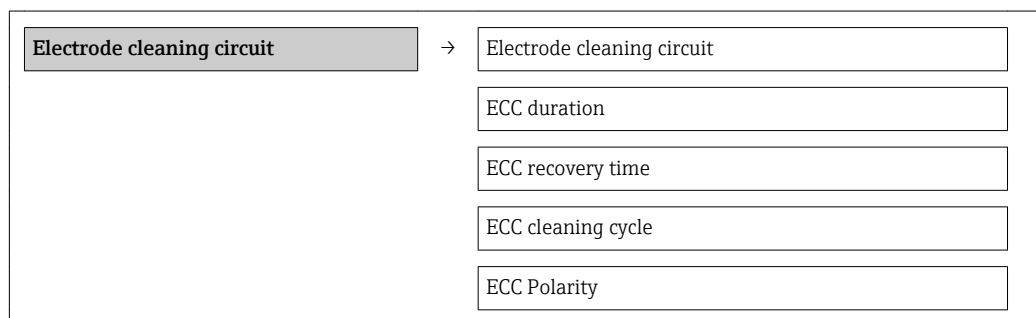 Electrode cleaning circuit → Electrode cleaning circuit
ECC duration
ECC recovery time
ECC cleaning cycle
ECC Polarity